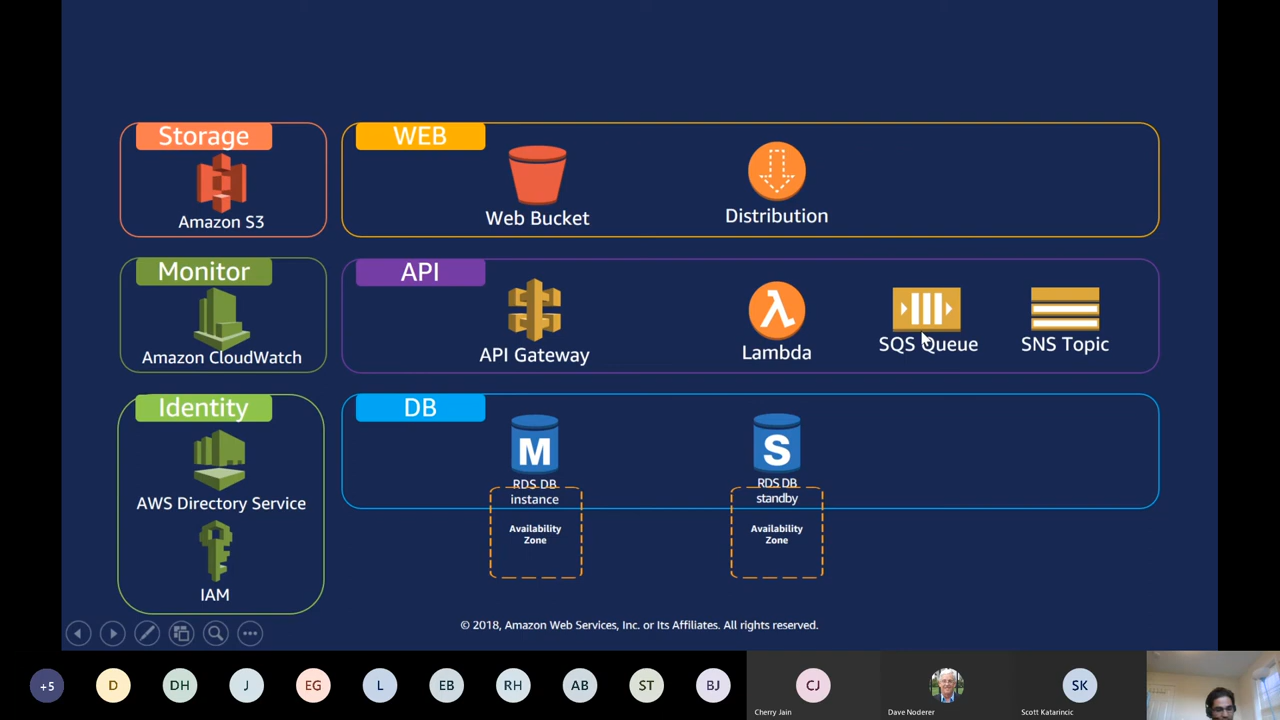 Storage
Amazon S3
WEB
Web Bucket
Distribution
Monitor
Amazon CloudWatch
API
API Gateway
Lambda
SQS Queue
SNS Topic
Identity
AWS Directory Service
IAM
DB
M
RDS DB
instance
Availability
Zone
S
RDS DB
standby
Availability
Zone
© 2018, Amazon Web Services, Inc. or Its Affiliates. All rights reserved.
+5
D
DH
J
EG
L
EB
RH
AB
ST
BJ
CJ
Cherry Jain
Dave Noderer
SK
Scott Katarincic